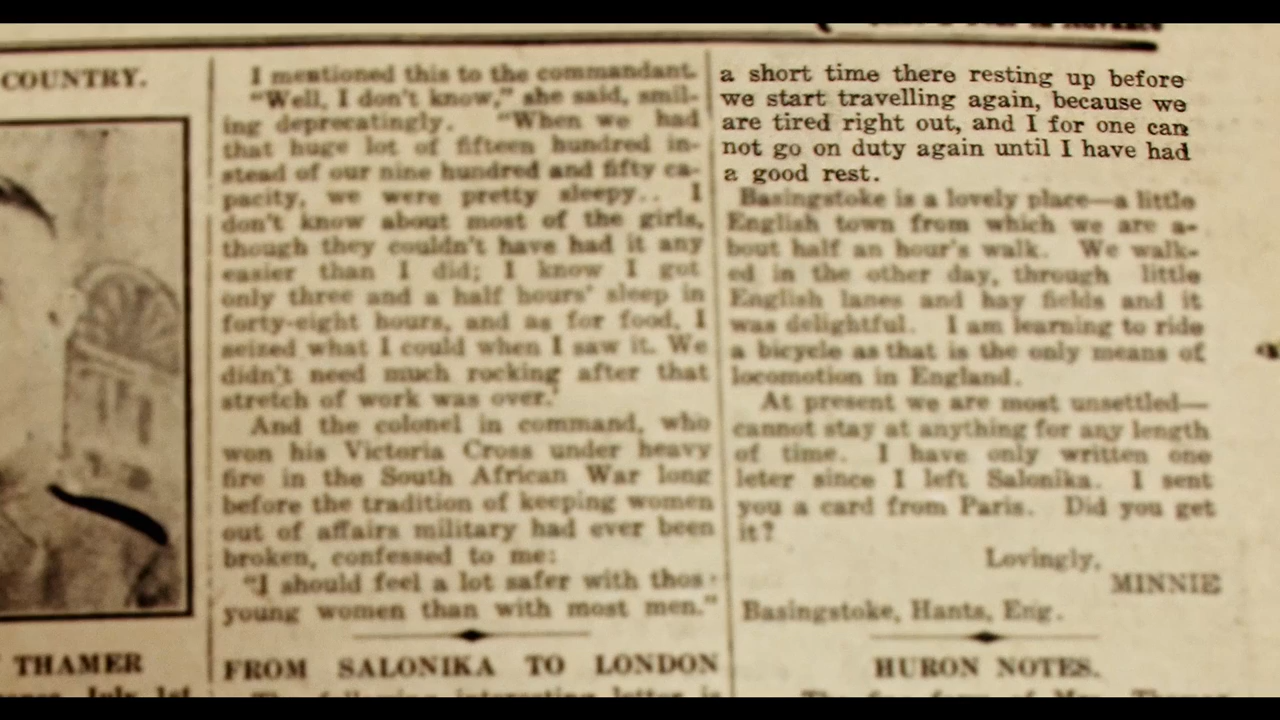 COUNTRY.
THAMER
I mentioned this to the commandant.
"Well, I don't know," she said, smil-
ing deprecatingly. "When we had
that huge lot of fifteen hundred in-
stead of our nine hundred and fifty ca-
pacity, we were pretty sleepy.. I
don't know about most of the girls,
though they couldn't have had it any
easier than I did; I know I got
only three and a half hours' sleep in
forty-eight hours, and as for food, I
seized what I could when I saw it. We
didn't need much rocking after that
stretch of work was over.'
And the colonel in command, who
won his Victoria Cross under heavy
fire in the South African War long
before the tradition of keeping women
out of affairs military had ever been
broken, confessed to me:
"I should feel a lot safer with thos
young women than with most men."
FROM SALONIKA TO LONDON
The following interesting letter is
a short time there resting up before
we start travelling again, because we
are tired right out, and I for one can
not go on duty again until I have had
a good rest.
Basingstoke is a lovely place—a little
English town from which we are a-
bout half an hour's walk. We walk-
ed in the other day, through little
English lanes and hay fields and it
was delightful. I am learning to ride
a bicycle as that is the only means of
locomotion in England.
At present we are most unsettled—
cannot stay at anything for any length
of time. I have only written one
leter since I left Salonika. I sent
you a card from Paris. Did you get
it?
Lovingly,
MINNIE
Basingstoke, Hants, Eng.
HURON NOTES.